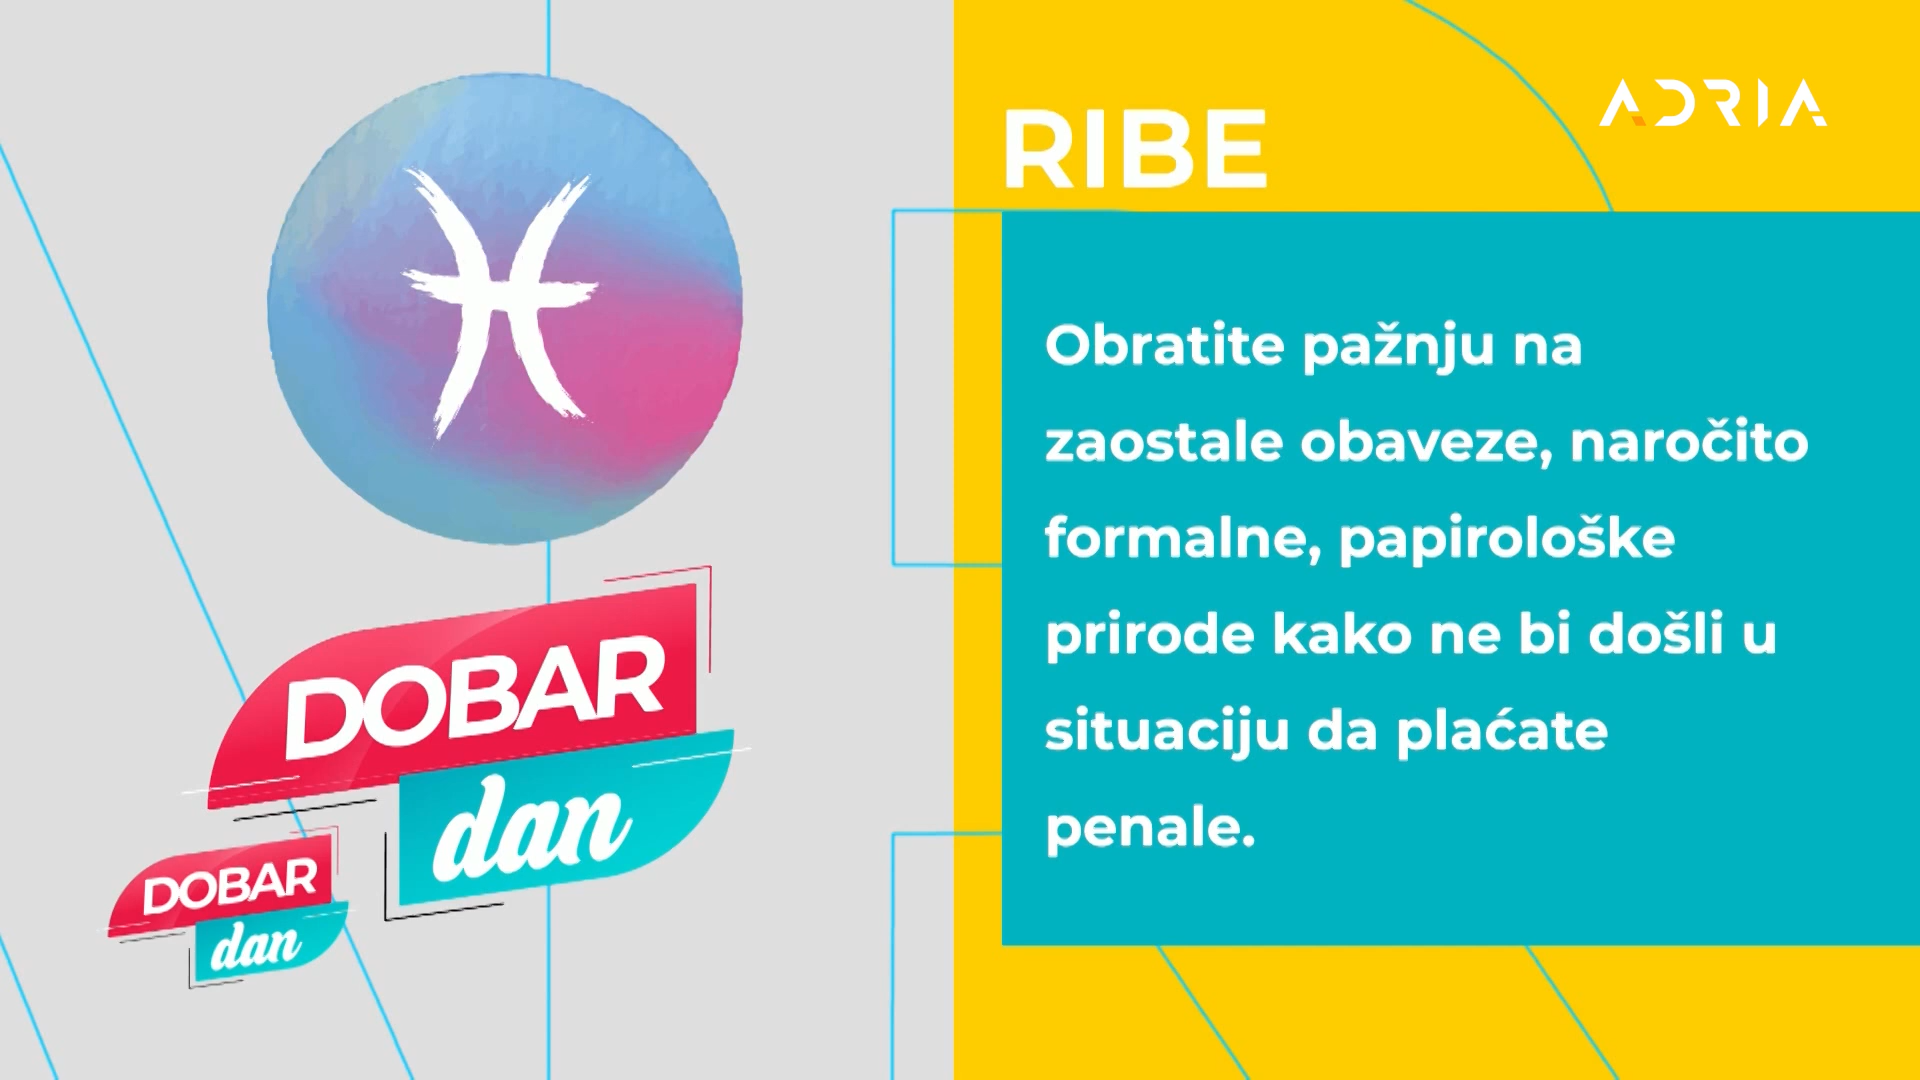 ADRIA
RIBE
Obratite pažnju na
zaostale obaveze, naročito
formalne, papirološke
prirode kako ne bi došli u
situaciju da plaćate
penale.
DOBAR
dan
DOBAR
dan